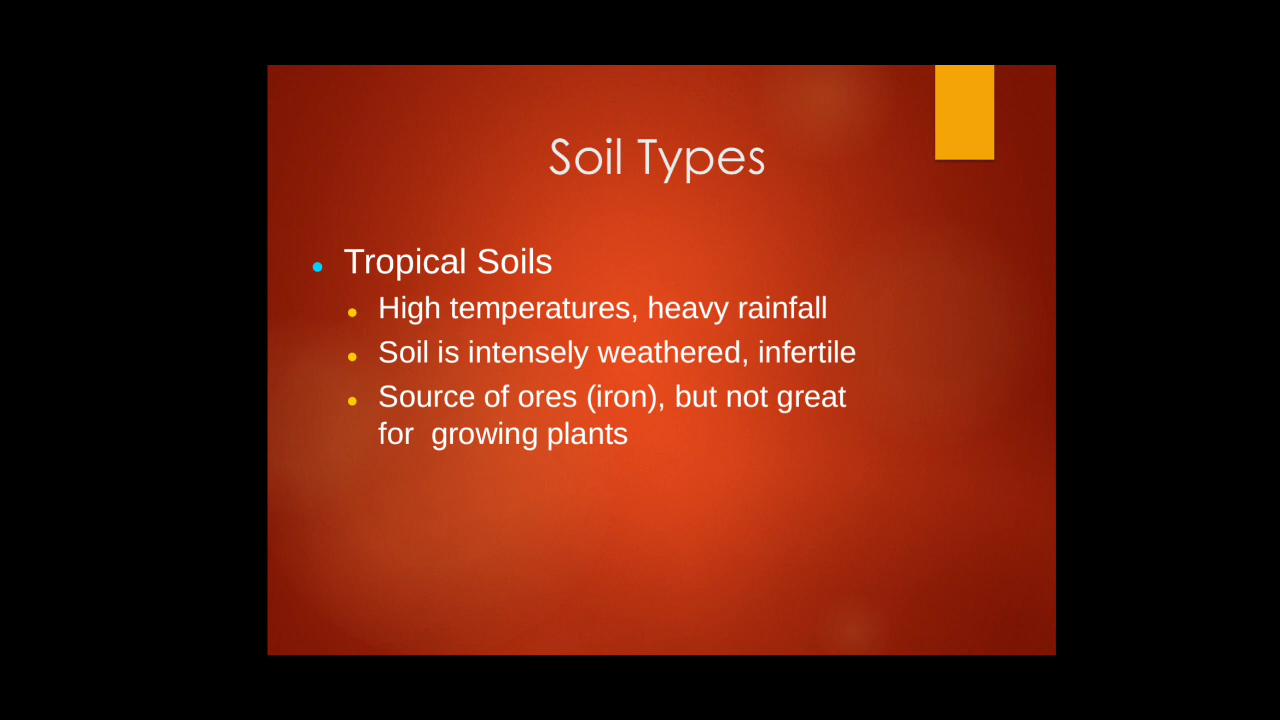 Soil Types
• Tropical Soils
• High temperatures, heavy rainfall
• Soil is intensely weathered, infertile
• Source of ores (iron), but not great
for  growing plants